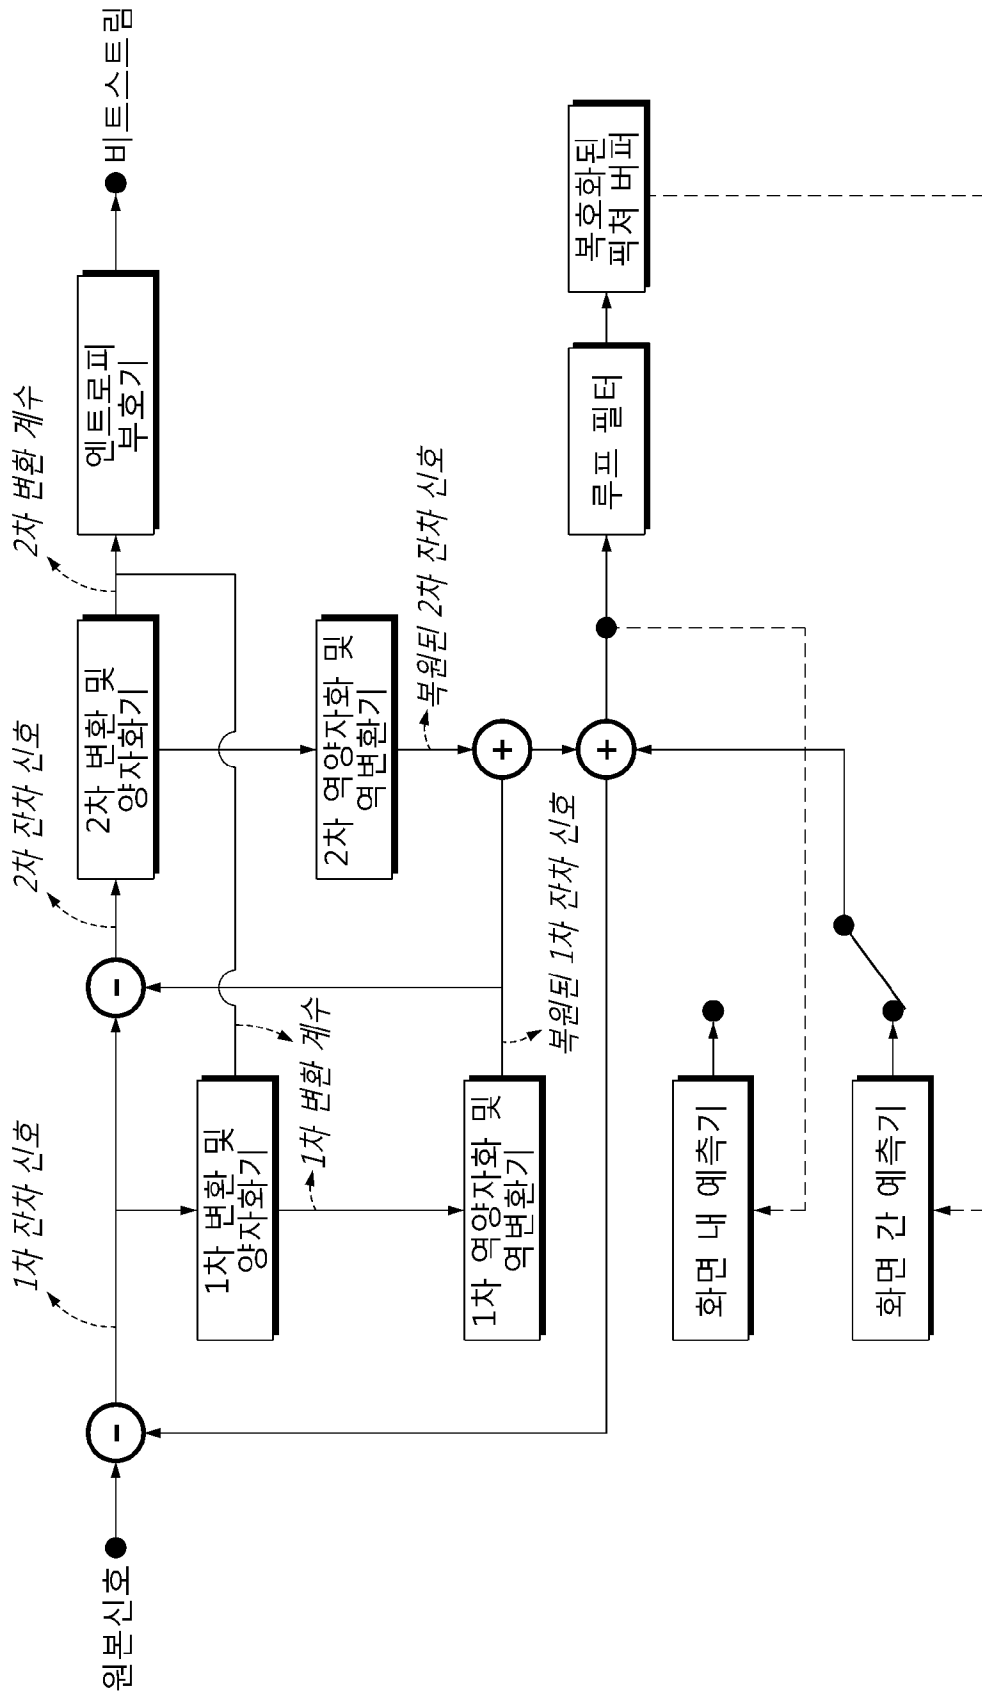 1차 잔차 신호
2차 잔차 신호
2차 변환 계수
원본신호
2차 변환 및
양자화기
엔트로피
부호기
비트스트림
1차 변환 및
양자화기
1차 변환 계수
2차 역양자화 및
역변환기
복원된 2차 잔차 신호
1차 역양자화 및
역변환기
복원된 1차 잔차 신호
루프 필터
복호화된
픽쳐 버퍼
화면 내 예측기
화면 간 예측기